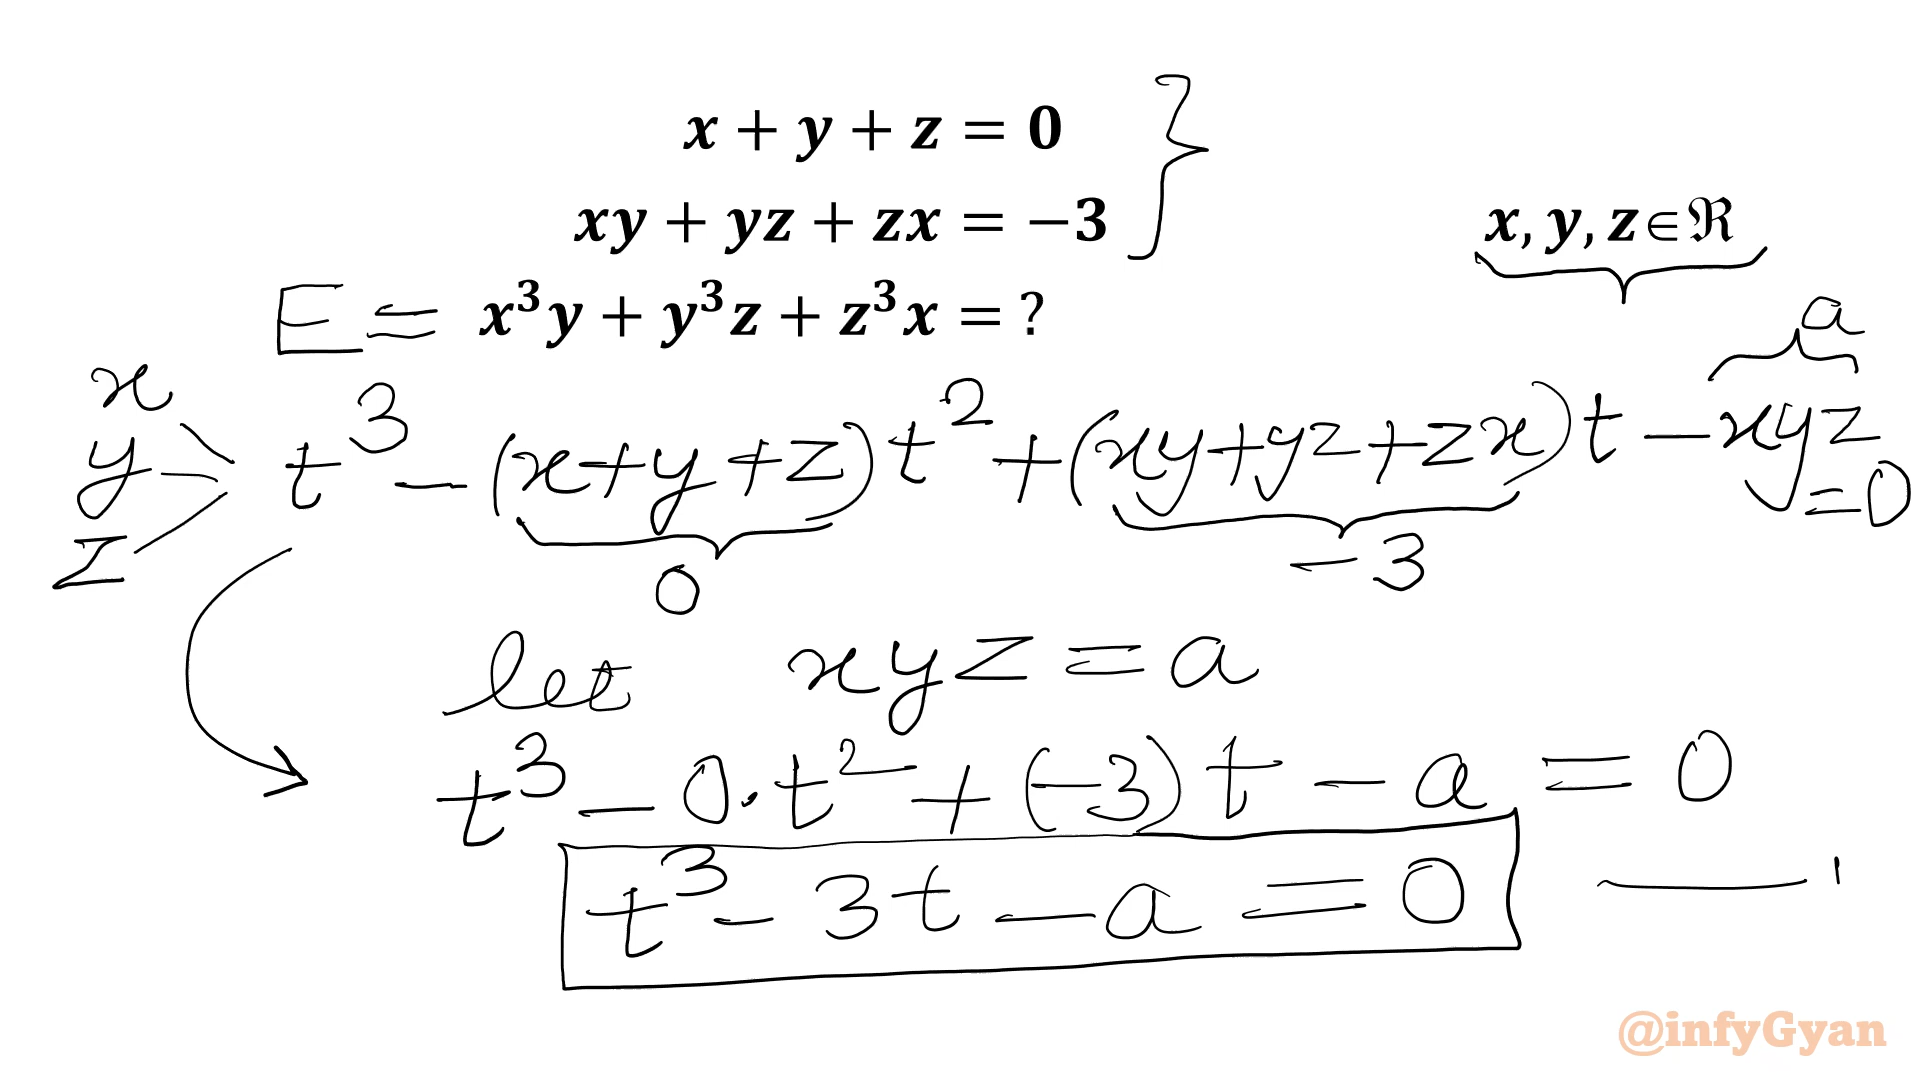 x + y + z = 0
xy + yz + zx = −3
x, y, z ∈ ℜ
E = x³y + y³z + z³x = ?
a
x
y
z
t³ − (x+y+z)t² + (xy+yz+zx)t − xyz = 0
0
−3
let xyz = a
t³ − 0·t² + (−3)t − a = 0
t³ − 3t − a = 0 — 1
@infyGyan